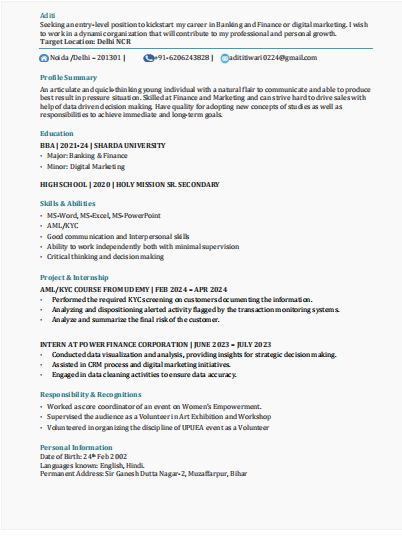 Aditi
Seeking an entry-level position to kickstart my career in Banking and Finance or digital marketing. I wish
to work in a dynamic organization that will contribute to my professional and personal growth.
Target Location: Delhi NCR
Noida /Delhi – 201301 | +91-6206243828 | adititiwari0224@gmail.com
Profile Summary
An articulate and quick-thinking young individual with a natural flair to communicate and able to produce
best result in pressure situation. Skilled at Finance and Marketing and can strive hard to drive sales with
help of data driven decision making. Have quality for adopting new concepts of studies as well as
responsibilities to achieve immediate and long-term goals.
Education
BBA | 2021-24 | SHARDA UNIVERSITY
• Major: Banking & Finance
• Minor: Digital Marketing
HIGH SCHOOL | 2020 | HOLY MISSION SR. SECONDARY
Skills & Abilities
• MS-Word, MS-Excel, MS-PowerPoint
• AML/KYC
• Good communication and Interpersonal skills
• Ability to work independently both with minimal supervision
• Critical thinking and decision making
Project & Internship
AML/KYC COURSE FROM UDEMY | FEB 2024 – APR 2024
• Performed the required KYC screening on customers documenting the information.
• Analyzing and dispositioning alerted activity flagged by the transaction monitoring systems.
• Analyze and summarize the final risk of the customer.
INTERN AT POWER FINANCE CORPORATION | JUNE 2023 – JULY 2023
• Conducted data visualization and analysis, providing insights for strategic decision making.
• Assisted in CRM process and digital marketing initiatives.
• Engaged in data cleaning activities to ensure data accuracy.
Responsibility & Recognitions
• Worked as core coordinator of an event on Women's Empowerment.
• Supervised the audience as a Volunteer in Art Exhibition and Workshop
• Volunteered in organizing the discipline of UPUEA event as a Volunteer
Personal Information
Date of Birth: 24th Feb 2002
Languages known: English, Hindi.
Permanent Address: Sir Ganesh Dutta Nagar-2, Muzaffarpur, Bihar